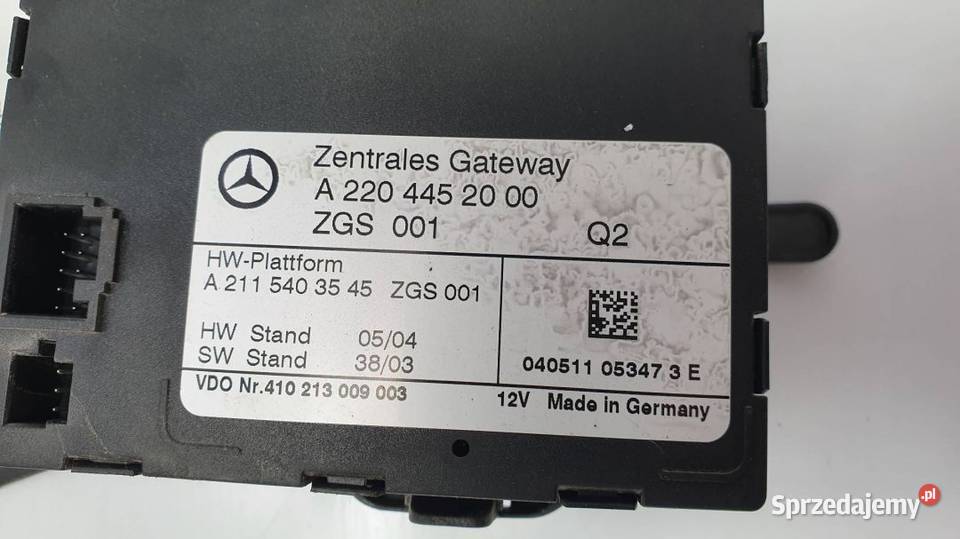 Zentrales Gateway
A 220 445 20 00
ZGS 001 Q2
HW-Plattform
A 211 540 35 45 ZGS 001
HW Stand 05/04
SW Stand 38/03
040511 05347 3 E
VDO Nr.410 213 009 003
12V Made in Germany
Sprzedajemy.pl